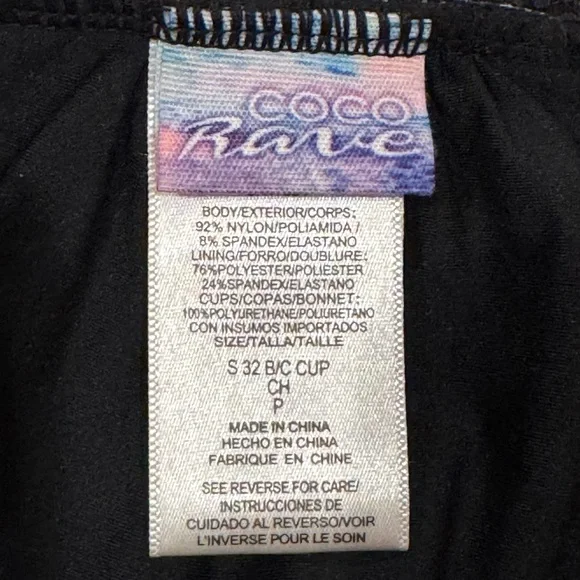 COCO
Rave
BODY/EXTERIOR/CORPS:
92% NYLON/POLIAMIDA /
8% SPANDEX/ELASTANO
LINING/FORRO/DOUBLURE:
76%POLYESTER/POLIESTER
24%SPANDEX/ELASTANO
CUPS/COPAS/BONNET:
100%POLYURETHANE/POLIURETANO
CON INSUMOS IMPORTADOS
SIZE/TALLA/TAILLE
S 32 B/C CUP
CH
P
MADE IN CHINA
HECHO EN CHINA
FABRIQUE EN CHINE
SEE REVERSE FOR CARE/
INSTRUCCIONES DE
CUIDADO AL REVERSO/VOIR
L'INVERSE POUR LE SOIN